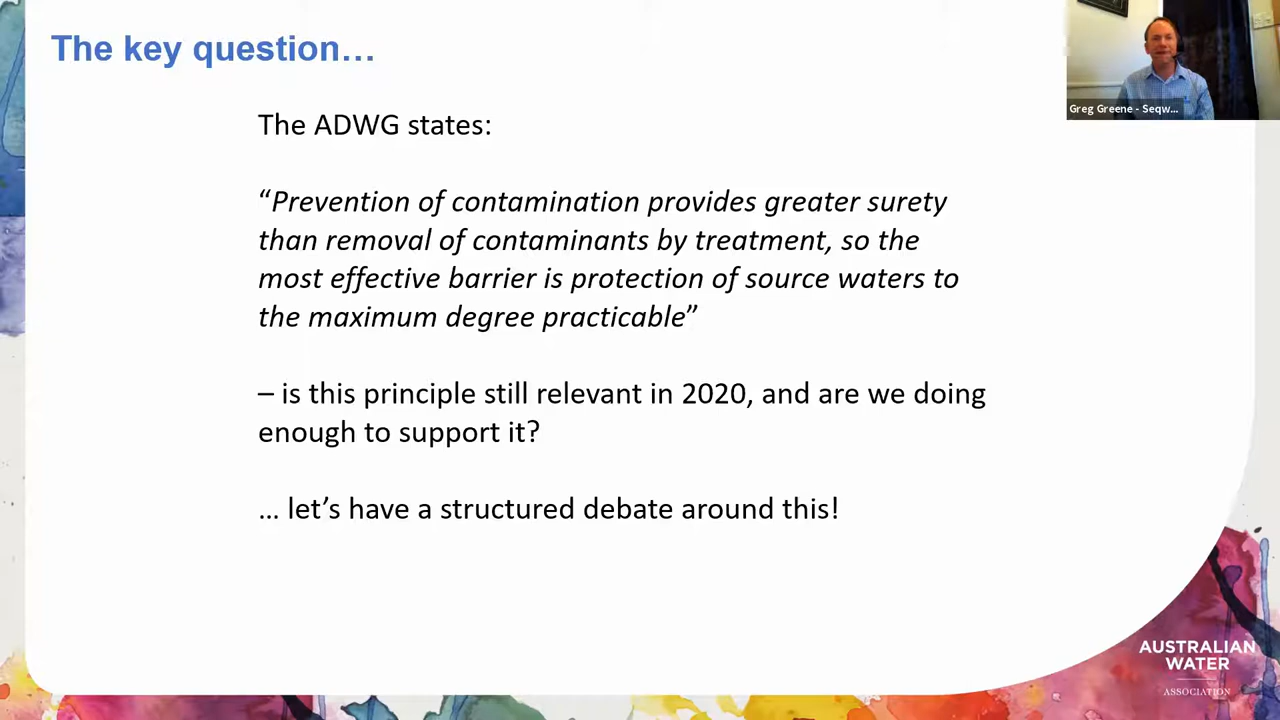 The key question…
Greg Greene - Seqw...
The ADWG states:
“Prevention of contamination provides greater surety
than removal of contaminants by treatment, so the
most effective barrier is protection of source waters to
the maximum degree practicable”
– is this principle still relevant in 2020, and are we doing
enough to support it?
… let’s have a structured debate around this!
AUSTRALIAN
WATER
ASSOCIATION